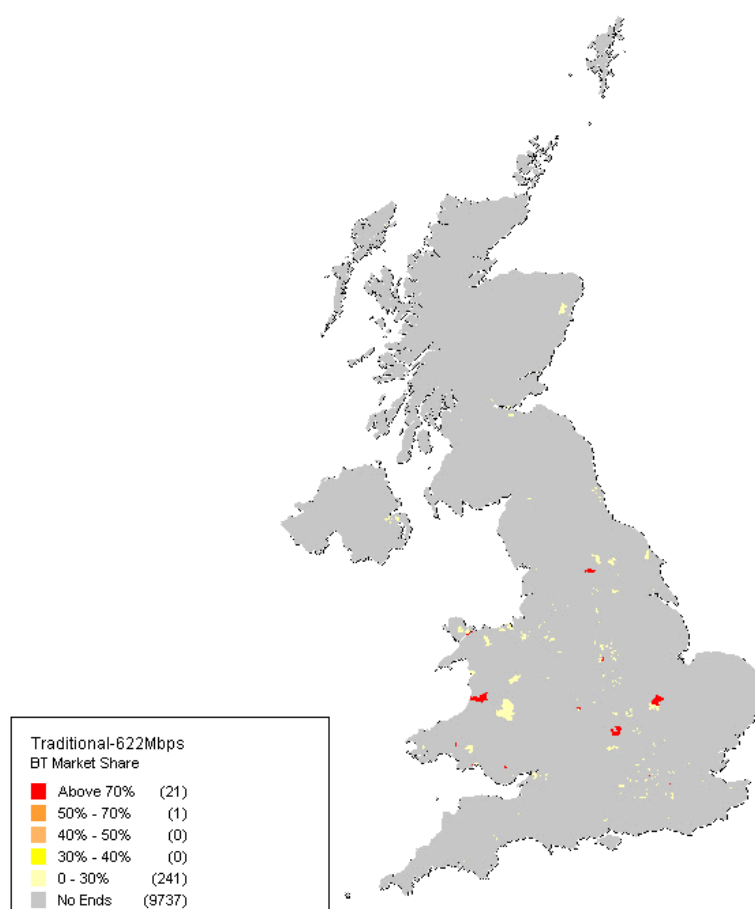 Traditional-622Mbps
BT Market Share
Above 70% (21)
50% - 70% (1)
40% - 50% (0)
30% - 40% (0)
0 - 30% (241)
No Ends (9737)